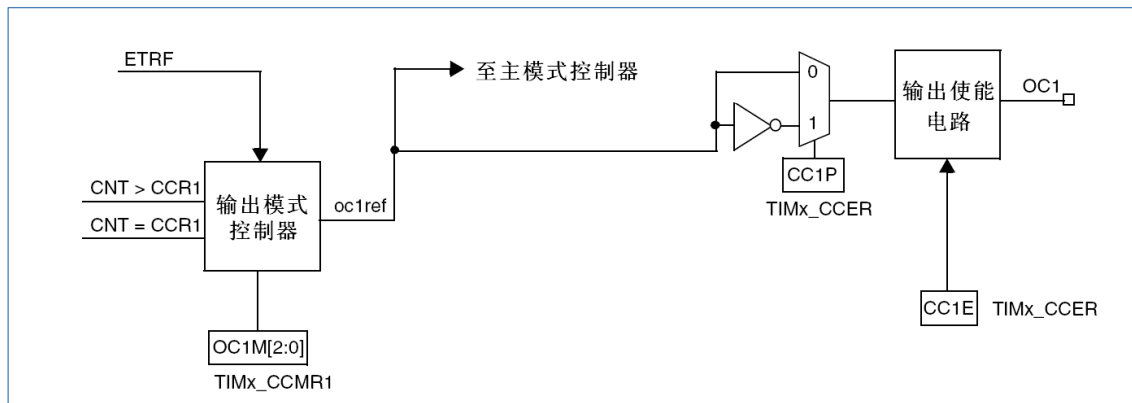 ETRF
至主模式控制器
0
1
输出使能
电路
OC1
CNT > CCR1
CNT = CCR1
输出模式
控制器
oc1ref
CC1P
TIMx_CCER
CC1E
TIMx_CCER
OC1M[2:0]
TIMx_CCMR1